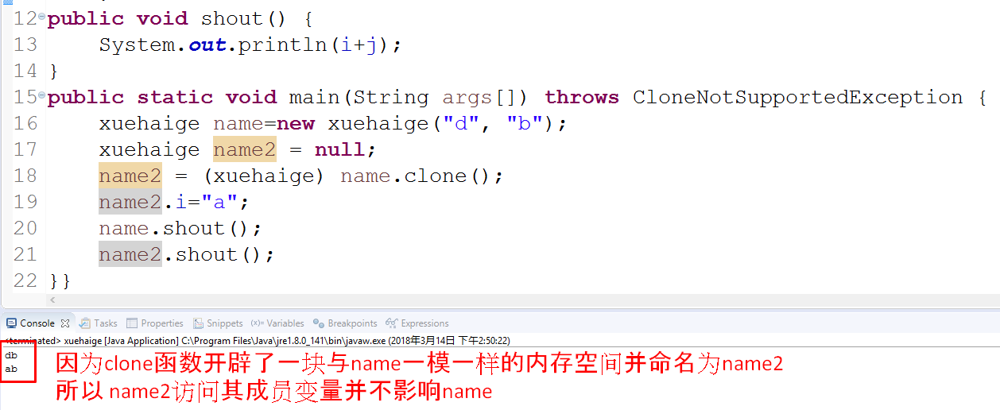 12 public void shout() {
13 System.out.println(i+j);
14 }
15 public static void main(String args[]) throws CloneNotSupportedException {
16 xuehaige name=new xuehaige("d", "b");
17 xuehaige name2 = null;
18 name2 = (xuehaige) name.clone();
19 name2.i="a";
20 name.shout();
21 name2.shout();
22 }}
Console Tasks Properties Snippets (x)= Variables Breakpoints Expressions
<terminated> xuehaige [Java Application] C:\Program Files\Java\jre1.8.0_141\bin\javaw.exe (2018年3月14日 下午2:50:22)
db
ab
因为clone函数开辟了一块与name一模一样的内存空间并命名为name2
所以 name2访问其成员变量并不影响name